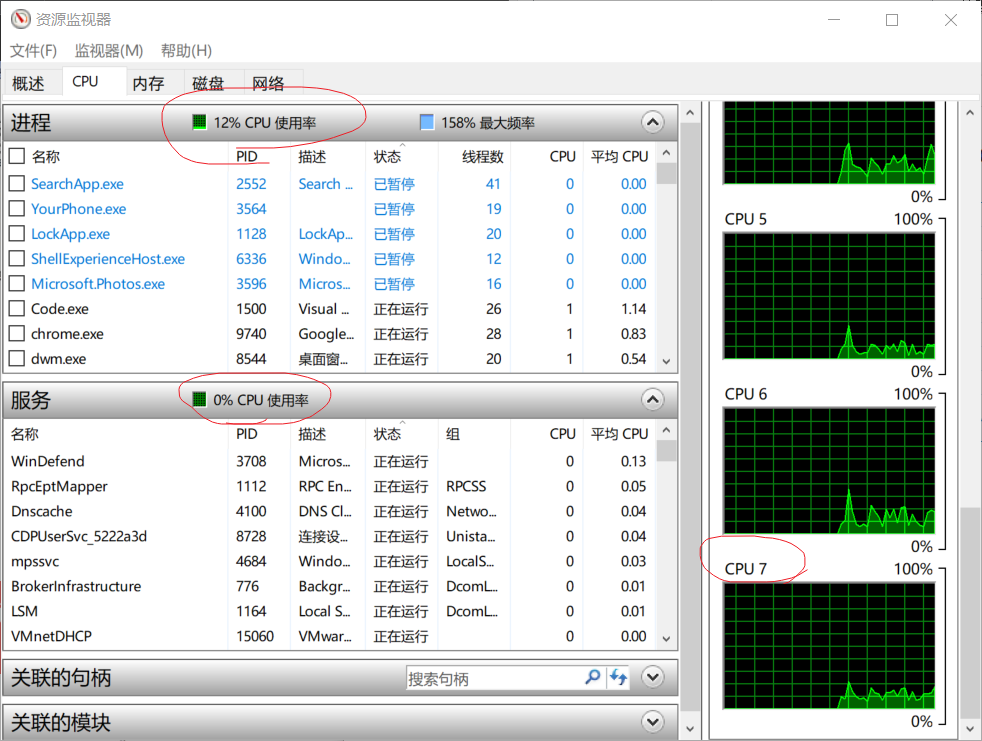 资源监视器
文件(F) 监视器(M) 帮助(H)
概述 CPU 内存 磁盘 网络
进程 12% CPU 使用率 158% 最大频率
名称 PID 描述 状态 线程数 CPU 平均 CPU
SearchApp.exe 2552 Search ... 已暂停 41 0 0.00
YourPhone.exe 3564 已暂停 19 0 0.00
LockApp.exe 1128 LockAp... 已暂停 20 0 0.00
ShellExperienceHost.exe 6336 Windo... 已暂停 12 0 0.00
Microsoft.Photos.exe 3596 Micros... 已暂停 16 0 0.00
Code.exe 1500 Visual ... 正在运行 26 1 1.14
chrome.exe 9740 Google... 正在运行 28 1 0.83
dwm.exe 8544 桌面窗... 正在运行 20 1 0.54
服务 0% CPU 使用率
名称 PID 描述 状态 组 CPU 平均 CPU
WinDefend 3708 Micros... 正在运行 0 0.13
RpcEptMapper 1112 RPC En... 正在运行 RPCSS 0 0.05
Dnscache 4100 DNS Cl... 正在运行 Netwo... 0 0.04
CDPUserSvc_5222a3d 8728 连接设... 正在运行 Unista... 0 0.04
mpssvc 4684 Windo... 正在运行 LocalS... 0 0.03
BrokerInfrastructure 776 Backgr... 正在运行 DcomL... 0 0.01
LSM 1164 Local S... 正在运行 DcomL... 0 0.01
VMnetDHCP 15060 VMwar... 正在运行 0 0.00
关联的句柄 搜索句柄
关联的模块
0%
CPU 5 100%
0%
CPU 6 100%
0%
CPU 7 100%
0%